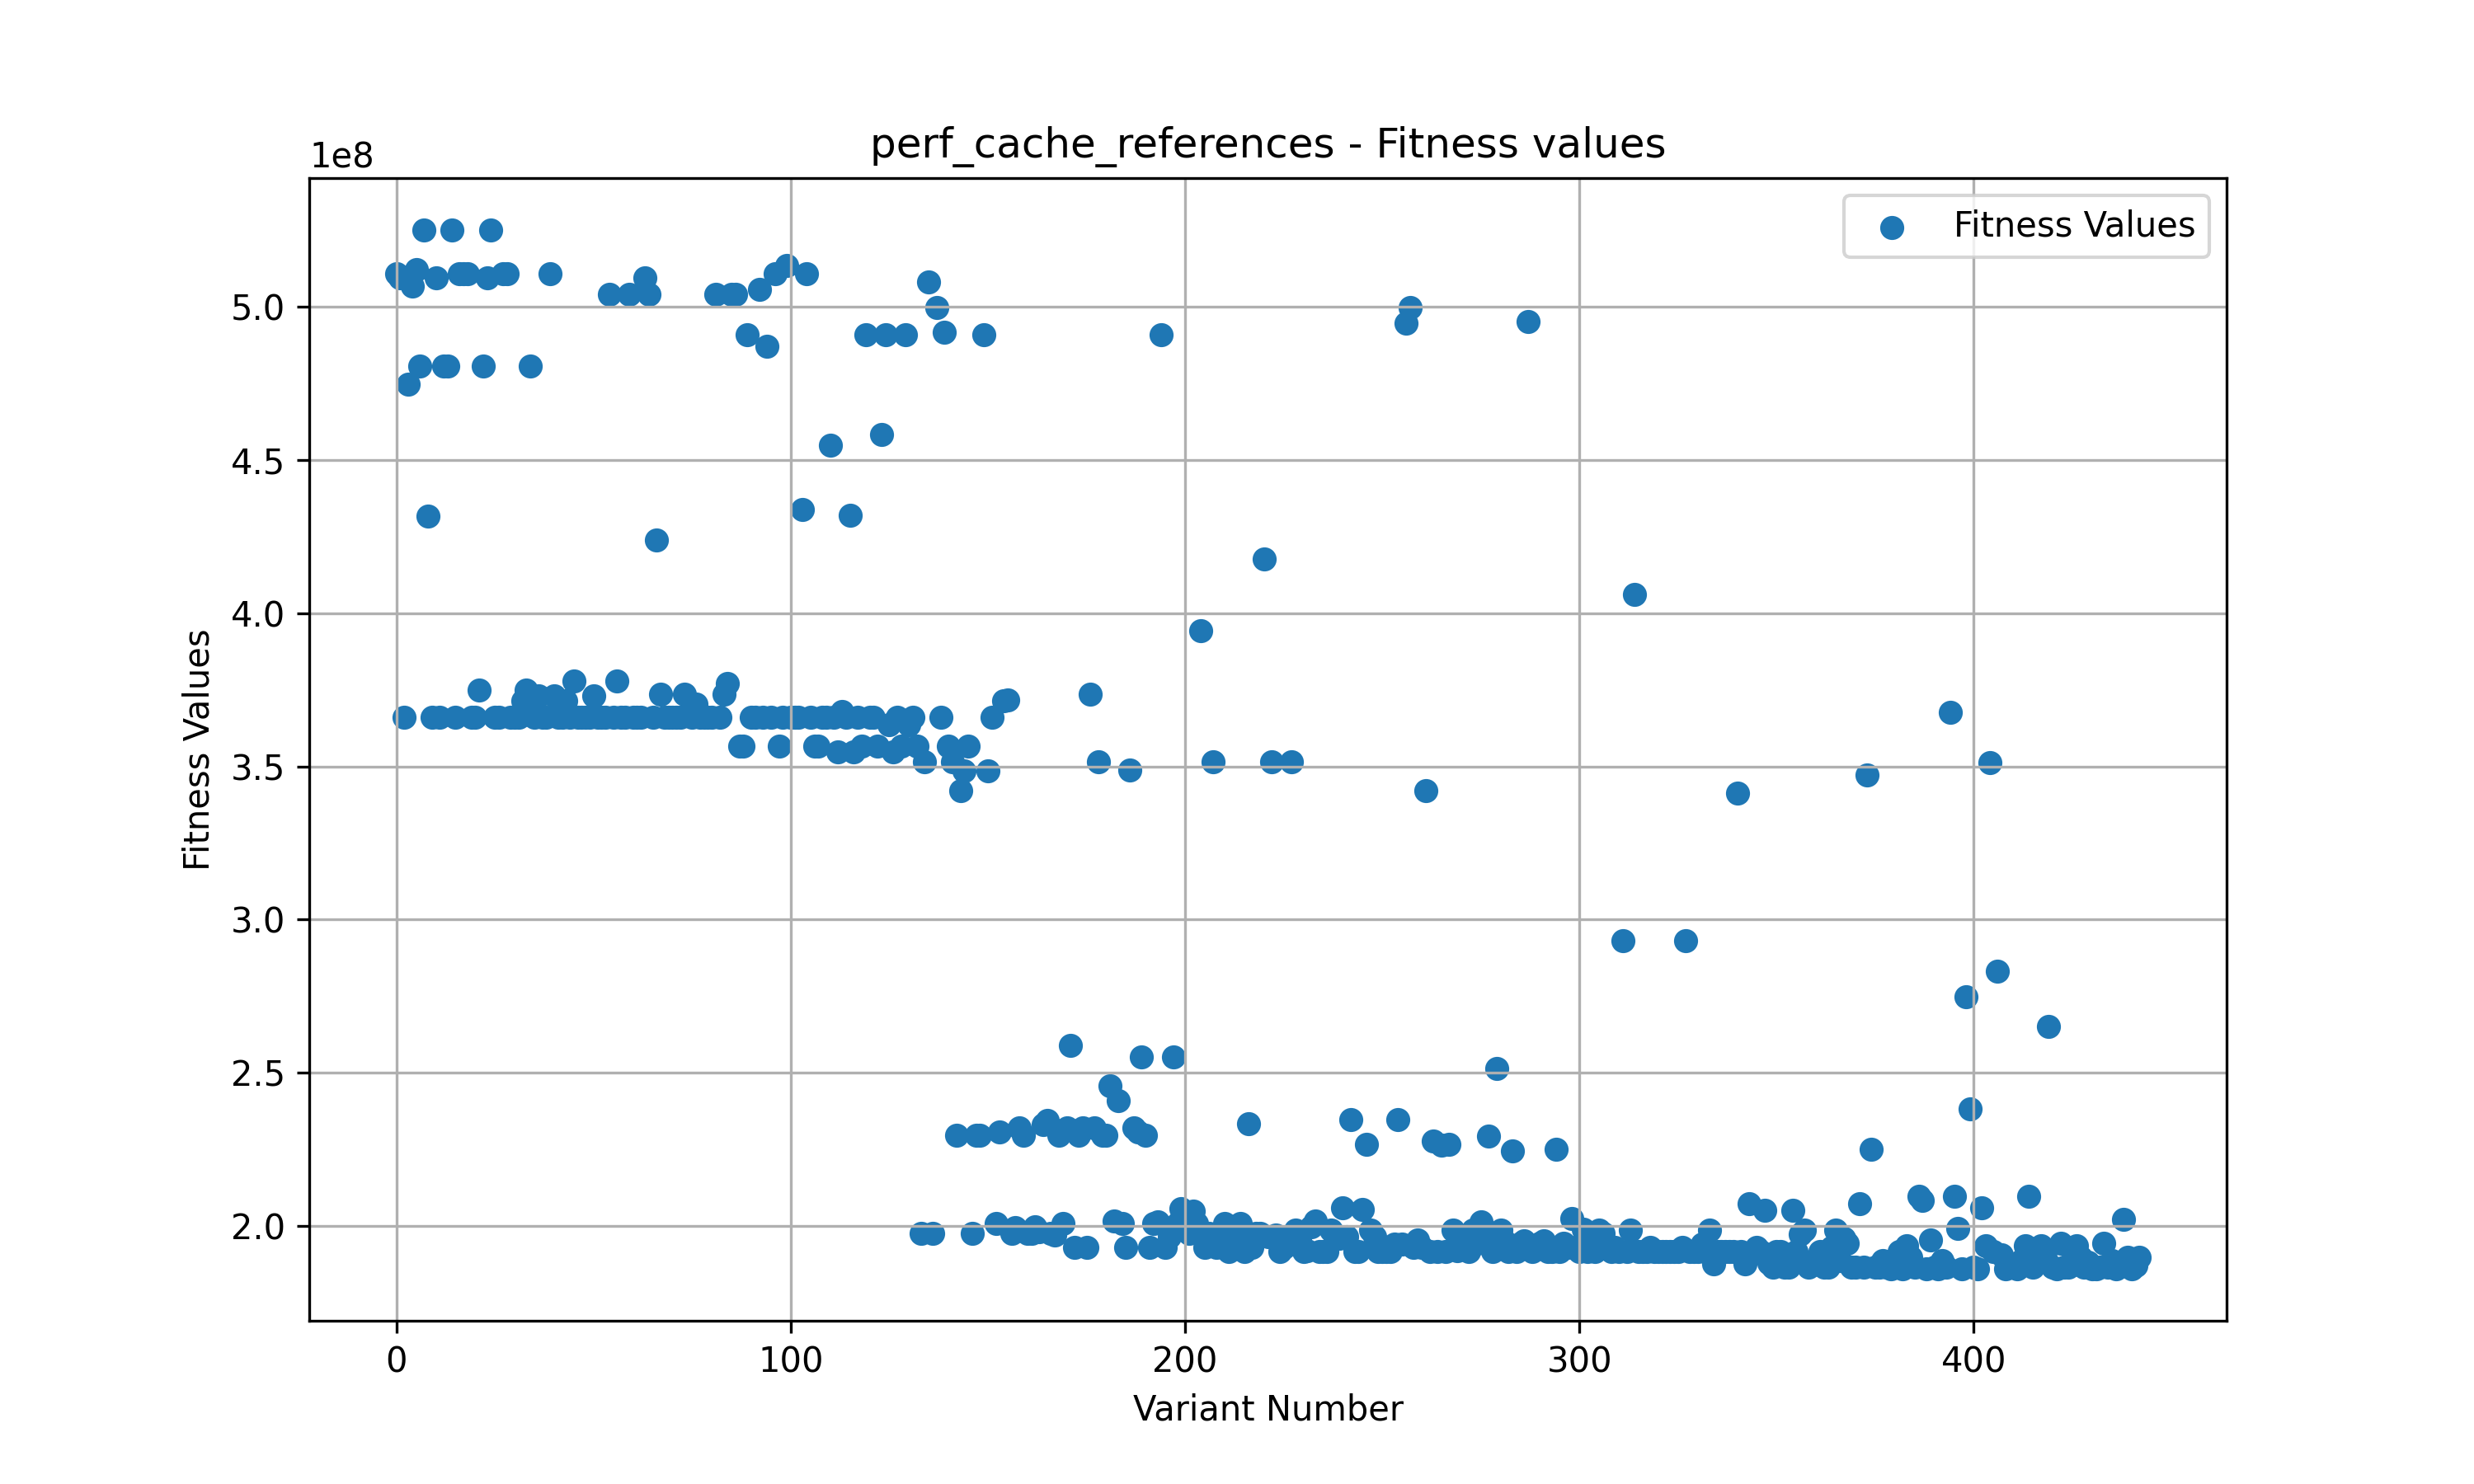 perf_cache_references - Fitness values
1e8
Fitness Values
5.0
4.5
4.0
3.5
3.0
2.5
2.0
Fitness Values
0 100 200 300 400
Variant Number